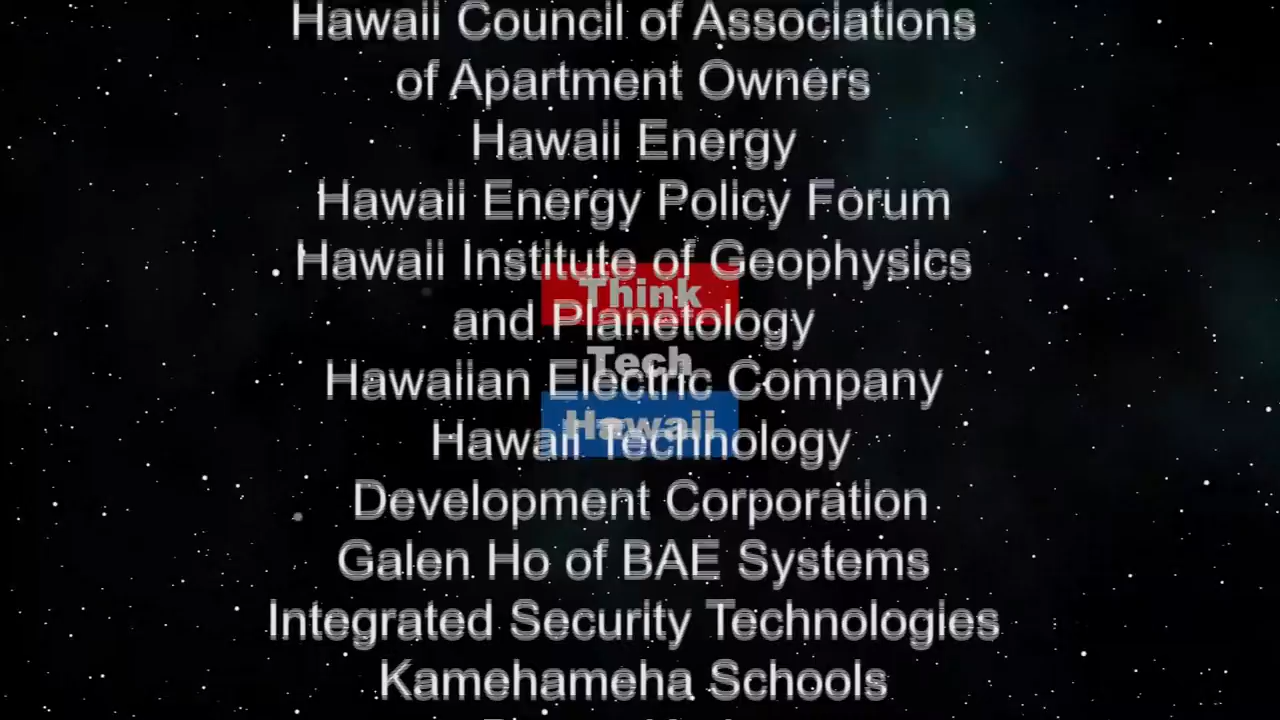 Hawaii Council of Associations
of Apartment Owners
Hawaii Energy
Hawaii Energy Policy Forum
Hawaii Institute of Geophysics
Think
and Planetology
Tech
Hawaiian Electric Company
Hawaii
Hawaii Technology
Development Corporation
Galen Ho of BAE Systems
Integrated Security Technologies
Kamehameha Schools